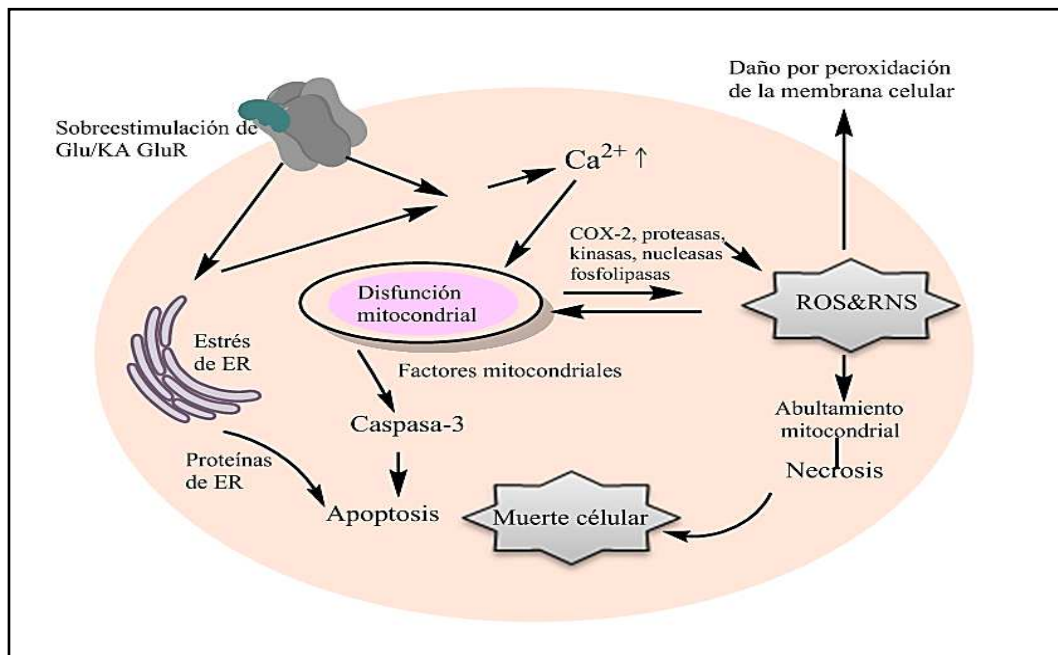 Daño por peroxidación
de la membrana celular
Sobreestimulación de
Glu/KA GluR
Ca²⁺ ↑
COX-2, proteasas,
kinasas, nucleasas
fosfolipasas
Disfunción
mitocondrial
ROS&RNS
Estrés
de ER
Factores mitocondriales
Caspasa-3
Abultamiento
mitocondrial
Proteínas
de ER
Necrosis
Apoptosis
Muerte célular